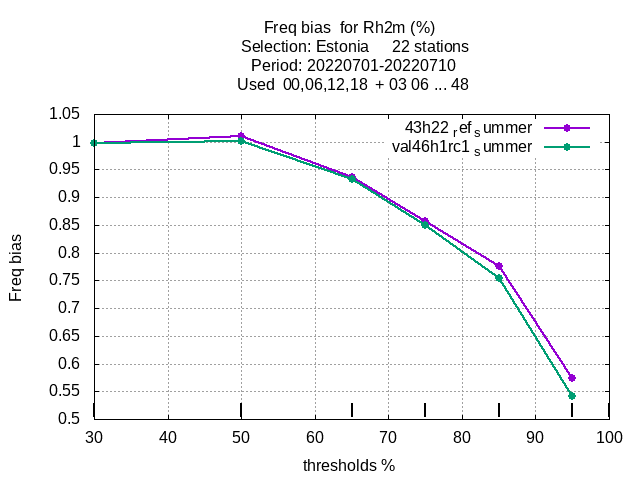 Freq bias  for Rh2m (%)
Selection: Estonia     22 stations
Period: 20220701-20220710
Used  00,06,12,18  + 03 06 ... 48
43h22 ref summer
val46h1rc1 summer
1.05
1
0.95
0.9
0.85
0.8
0.75
0.7
0.65
0.6
0.55
0.5
Freq bias
30 40 50 60 70 80 90 100
thresholds %